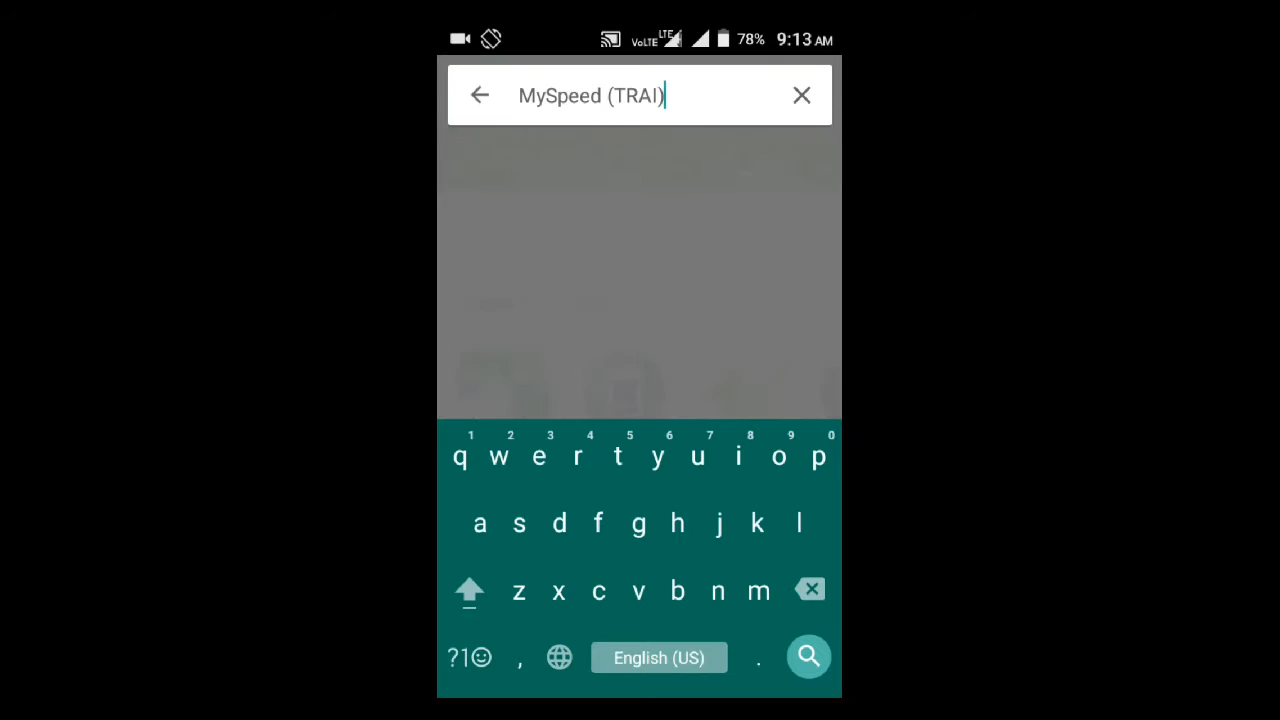 VoLTE LTE 78% 9:13 AM
MySpeed (TRAI)
1 2 3 4 5 6 7 8 9 0
q w e r t y u i o p
a s d f g h j k l
z x c v b n m
?1☺ , English (US) .